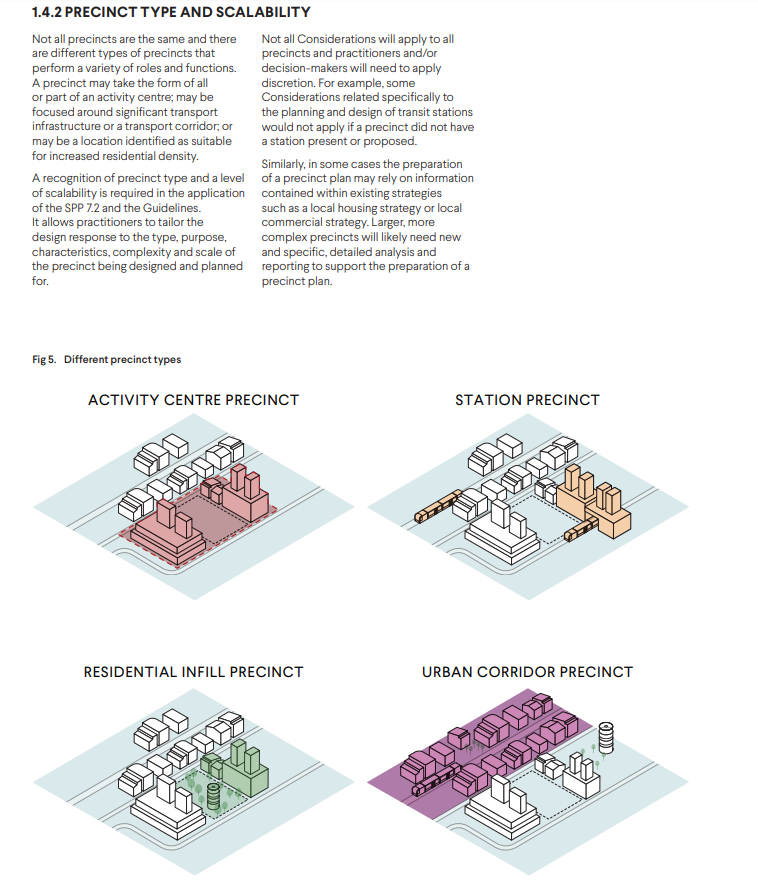 1.4.2 PRECINCT TYPE AND SCALABILITY
Not all precincts are the same and there
are different types of precincts that
perform a variety of roles and functions.
A precinct may take the form of all
or part of an activity centre; may be
focused around significant transport
infrastructure or a transport corridor; or
may be a location identified as suitable
for increased residential density.
A recognition of precinct type and a level
of scalability is required in the application
of the SPP 7.2 and the Guidelines.
It allows practitioners to tailor the
design response to the type, purpose,
characteristics, complexity and scale of
the precinct being designed and planned
for.
Not all Considerations will apply to all
precincts and practitioners and/or
decision-makers will need to apply
discretion. For example, some
Considerations related specifically to
the planning and design of transit stations
would not apply if a precinct did not have
a station present or proposed.
Similarly, in some cases the preparation
of a precinct plan may rely on information
contained within existing strategies
such as a local housing strategy or local
commercial strategy. Larger, more
complex precincts will likely need new
and specific, detailed analysis and
reporting to support the preparation of a
precinct plan.
Fig 5. Different precinct types
ACTIVITY CENTRE PRECINCT
STATION PRECINCT
RESIDENTIAL INFILL PRECINCT
URBAN CORRIDOR PRECINCT